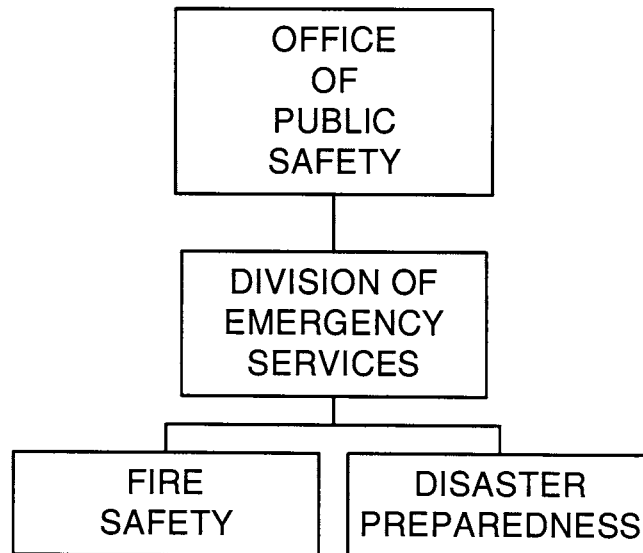 OFFICE
OF
PUBLIC
SAFETY
DIVISION OF
EMERGENCY
SERVICES
FIRE
SAFETY
DISASTER
PREPAREDNESS